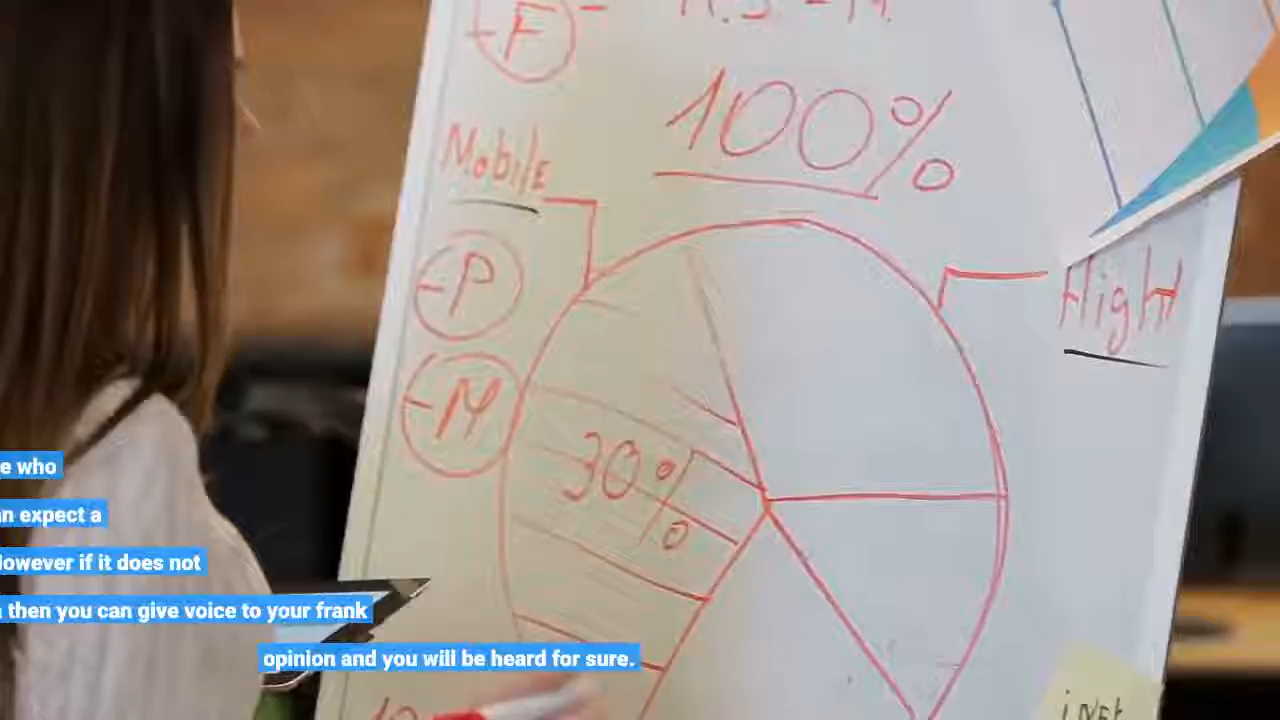 -F
100%
Mobile
-P
Flight
-M
30%
e who
an expect a
However if it does not
then you can give voice to your frank
opinion and you will be heard for sure.